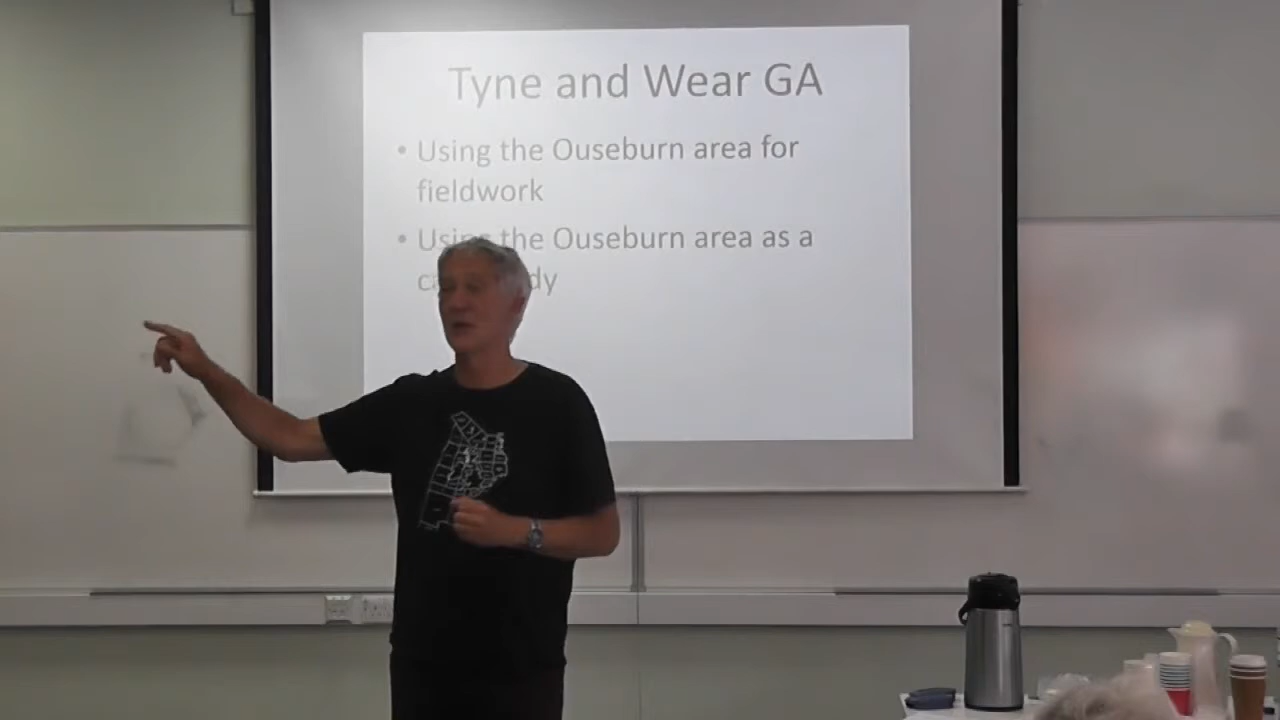 Tyne and Wear GA
• Using the Ouseburn area for
fieldwork
• Using the Ouseburn area as a